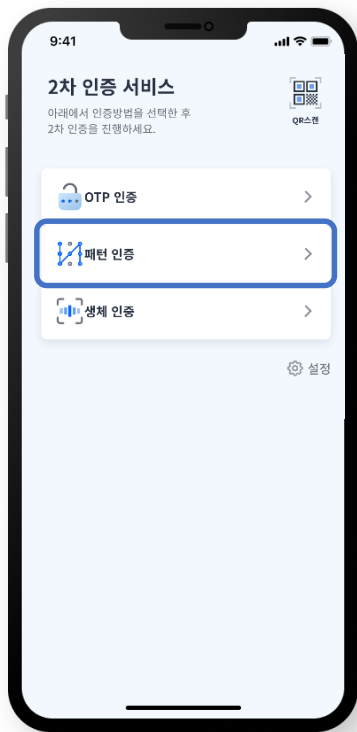 9:41
2차 인증 서비스
아래에서 인증방법을 선택한 후
2차 인증을 진행하세요.
QR스캔
OTP 인증
패턴 인증
생체 인증
설정